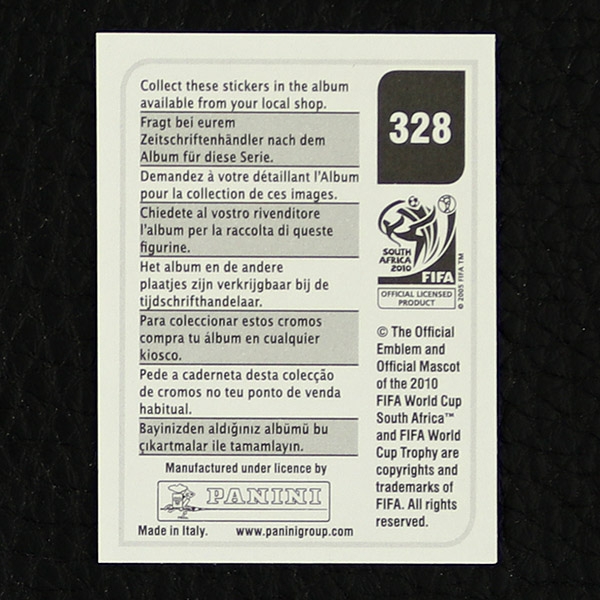 Collect these stickers in the album
available from your local shop.
Fragt bei eurem
Zeitschriftenhändler nach dem
Album für diese Serie.
Demandez à votre détaillant l'Album
pour la collection de ces images.
Chiedete al vostro rivenditore
l'album per la raccolta di queste
figurine.
Het album en de andere
plaatjes zijn verkrijgbaar bij de
tijdschrifthandelaar.
Para coleccionar estos cromos
compra tu álbum en cualquier
kiosco.
Pede a caderneta desta colecção
de cromos no teu ponto de venda
habitual.
Bayinizden aldığınız albümü bu
çıkartmalar ile tamamlayın.
Manufactured under licence by
PANINI
Made in Italy. www.paninigroup.com
328
SOUTH
AFRICA
2010
FIFA
OFFICIAL LICENSED
PRODUCT
© 2005 FIFA TM
© The Official
Emblem and
Official Mascot
of the 2010
FIFA World Cup
South Africa™
and FIFA World
Cup Trophy are
copyrights and
trademarks of
FIFA. All rights
reserved.